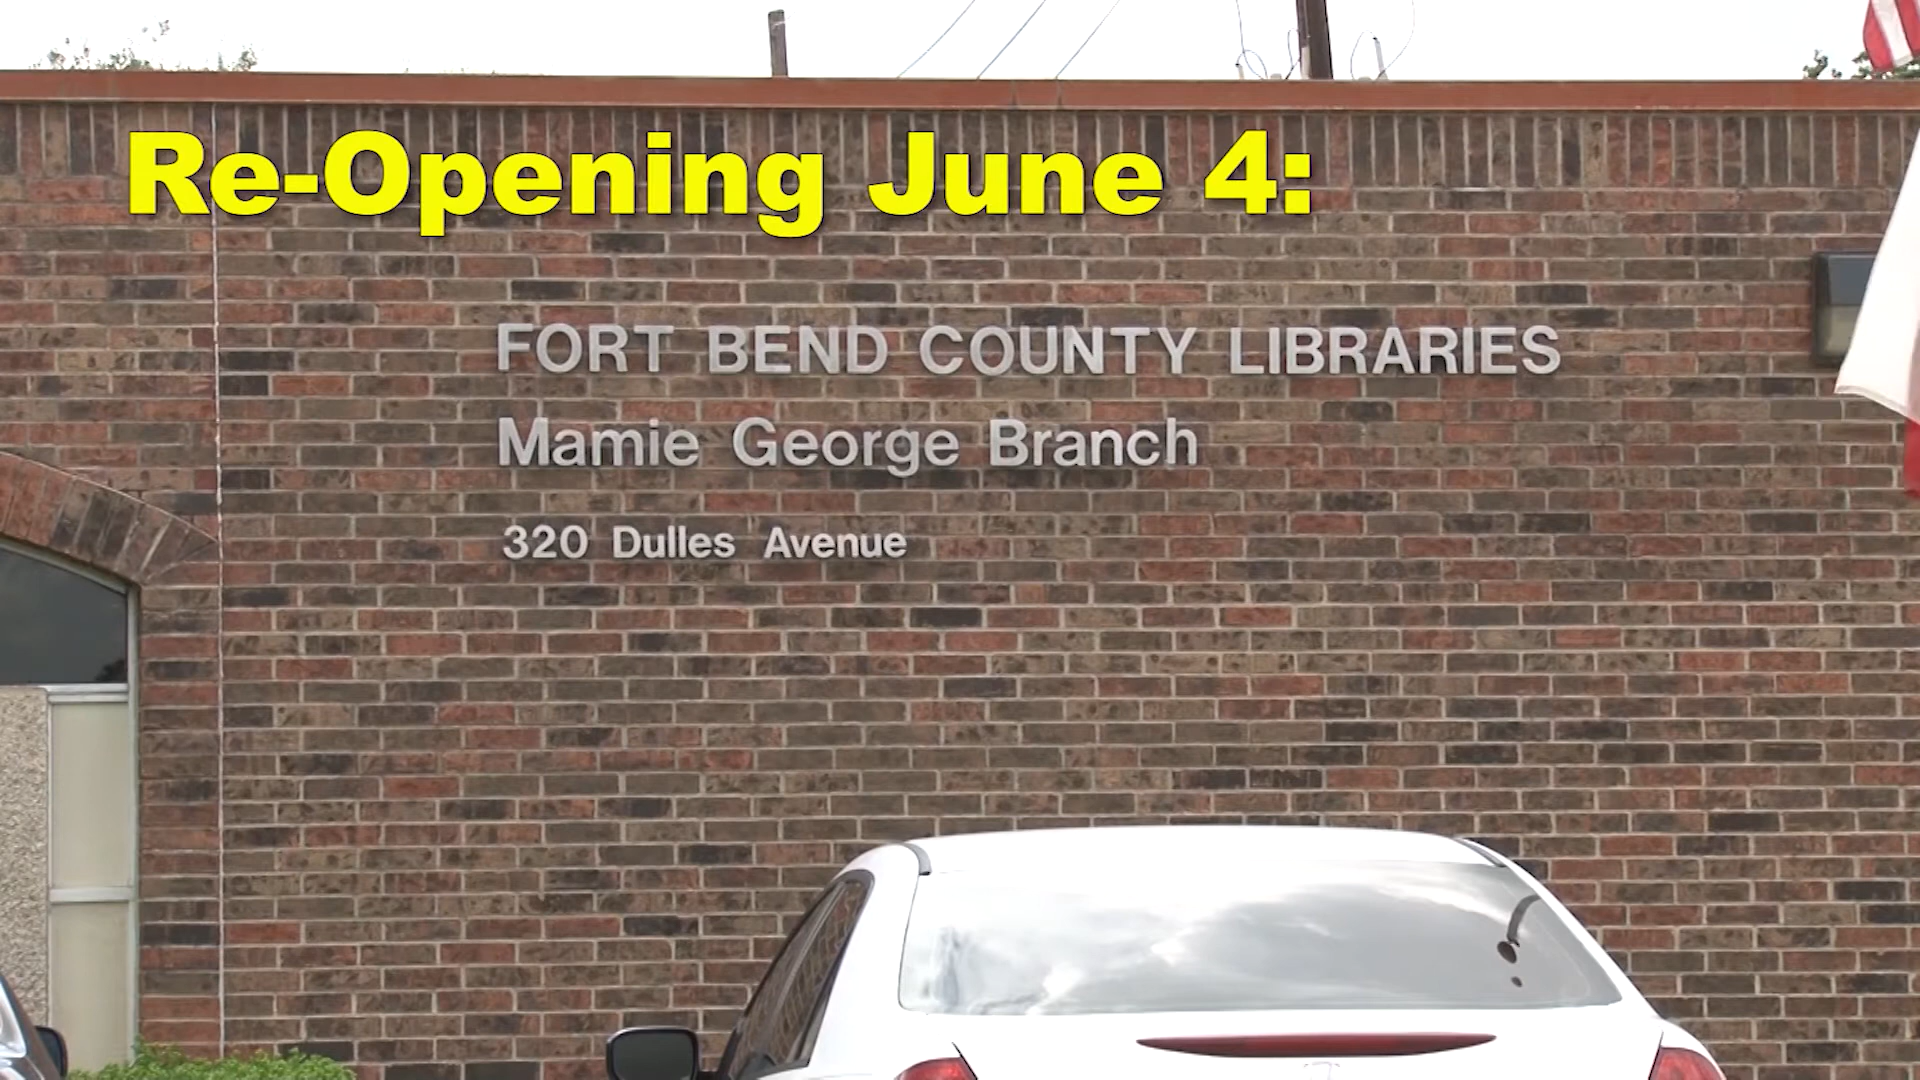 Re-Opening June 4:
FORT BEND COUNTY LIBRARIES
Mamie George Branch
320 Dulles Avenue